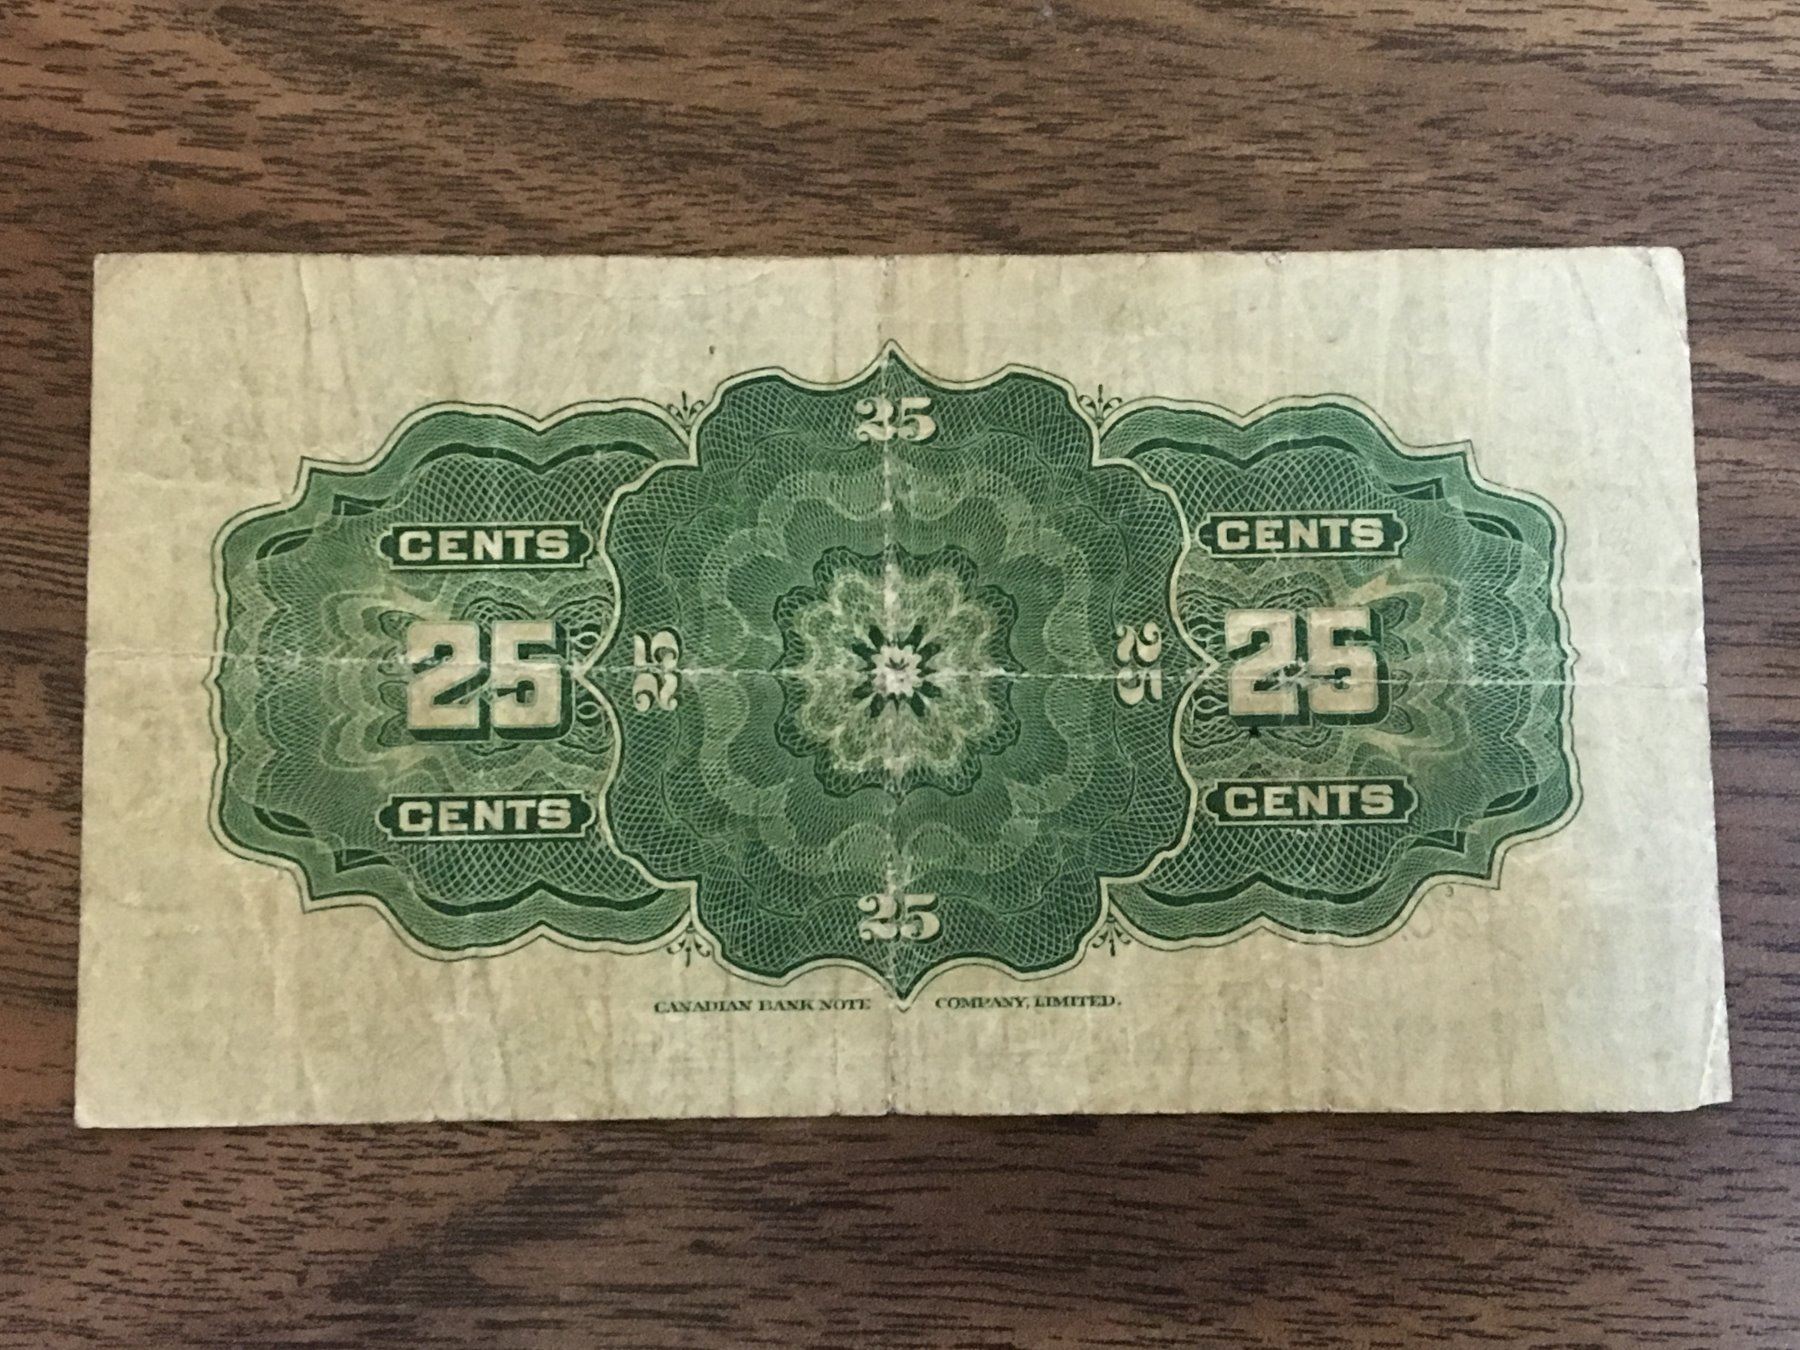 25
CENTS CENTS
25 25 25 25
CENTS CENTS
25
CANADIAN BANK NOTE COMPANY, LIMITED.